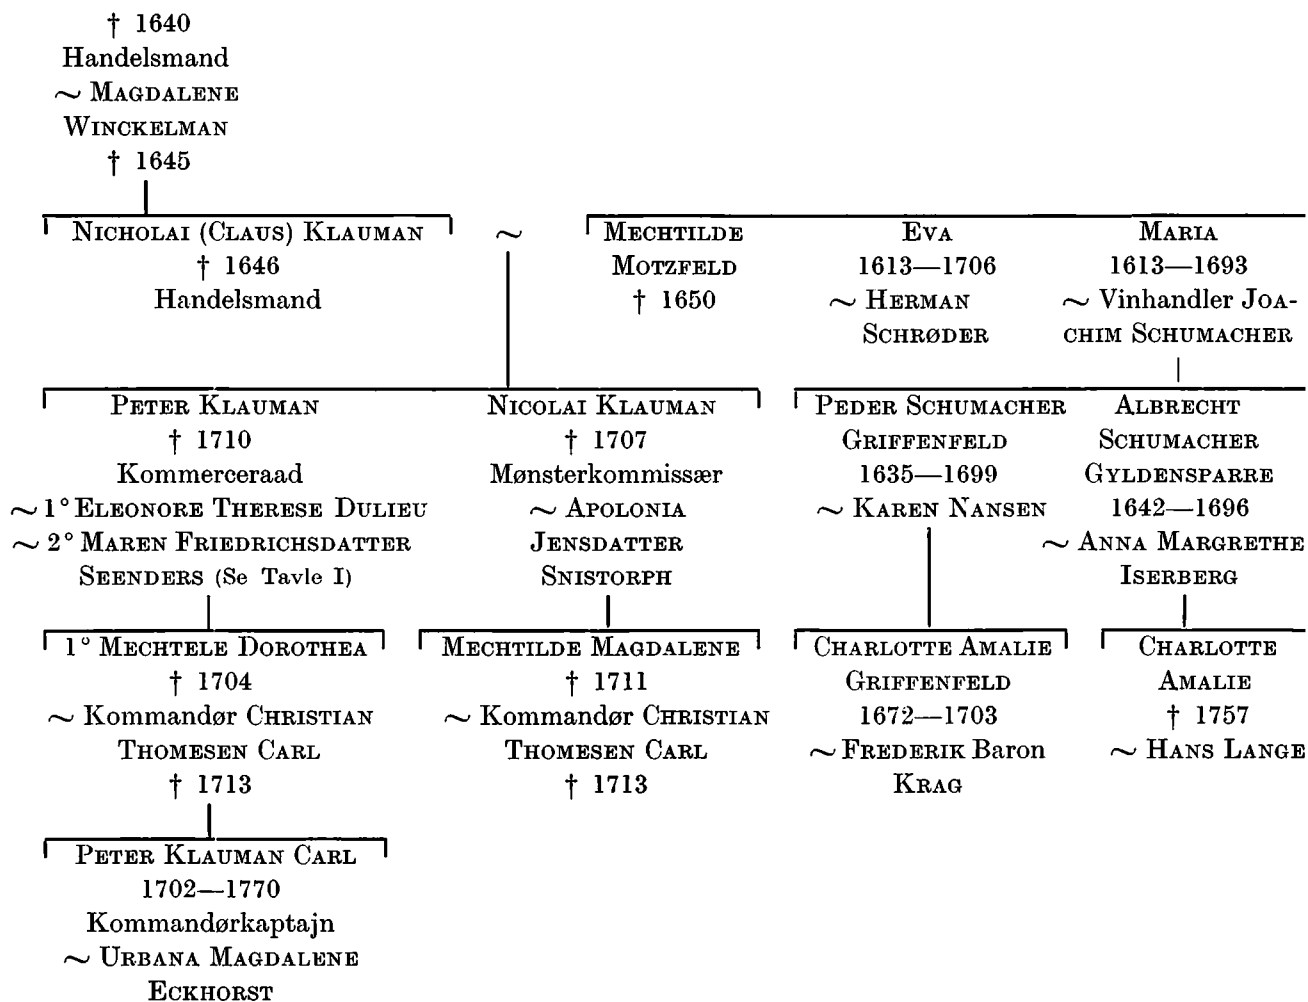 † 1640
Handelsmand
~ MAGDALENE
WINCKELMAN
† 1645
NICHOLAI (CLAUS) KLAUMAN
† 1646
Handelsmand
~
MECHTILDE
MOTZFELD
† 1650
EVA
1613—1706
~ HERMAN
SCHRØDER
MARIA
1613—1693
~ Vinhandler JOA-
CHIM SCHUMACHER
PETER KLAUMAN
† 1710
Kommerceraad
~ 1° ELEONORE THERESE DULIEU
~ 2° MAREN FRIEDRICHSDATTER
SEENDERS (Se Tavle I)
NICOLAI KLAUMAN
† 1707
Mønsterkommissær
~ APOLONIA
JENSDATTER
SNISTORPH
PEDER SCHUMACHER
GRIFFENFELD
1635—1699
~ KAREN NANSEN
ALBRECHT
SCHUMACHER
GYLDENSPARRE
1642—1696
~ ANNA MARGRETHE
ISERBERG
1° MECHTELE DOROTHEA
† 1704
~ Kommandør CHRISTIAN
THOMESEN CARL
† 1713
MECHTILDE MAGDALENE
† 1711
~ Kommandør CHRISTIAN
THOMESEN CARL
† 1713
CHARLOTTE AMALIE
GRIFFENFELD
1672—1703
~ FREDERIK Baron
KRAG
CHARLOTTE
AMALIE
† 1757
~ HANS LANGE
PETER KLAUMAN CARL
1702—1770
Kommandørkaptajn
~ URBANA MAGDALENE
ECKHORST